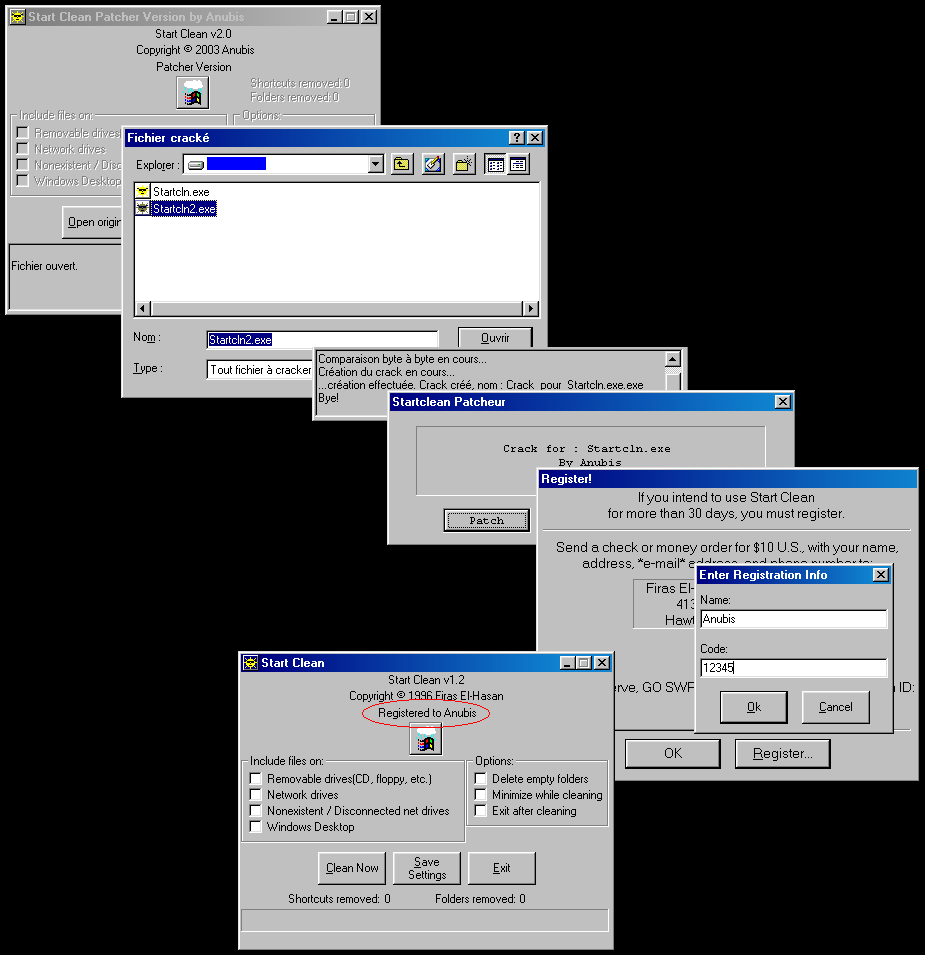 Start Clean Patcher Version by Anubis
Start Clean v2.0
Copyright © 2003 Anubis
Patcher Version
Shortcuts removed: 0
Folders removed: 0
Include files on:
Options:
Removable drives
Network drives
Nonexistent / Disc
Windows Desktop
Open origin
Fichier ouvert.
Fichier cracké
Explorer :
Startcln.exe
Startcln2.exe
Nom :
Startcln2.exe
Ouvrir
Type :
Tout fichier à cracker
Comparaison byte à byte en cours...
Création du crack en cours...
...création effectuée. Crack créé, nom : Crack_pour_Startcln.exe.exe
Bye!
Startclean Patcheur
Crack for : Startcln.exe
By Anubis
Patch
Register!
If you intend to use Start Clean
for more than 30 days, you must register.
Send a check or money order for $10 U.S., with your name,
address, *e-mail* address, and phone number to:
Firas El-
413
Hawt
erve, GO SWF
ID:
OK
Register...
Enter Registration Info
Name:
Anubis
Code:
12345
Ok
Cancel
Start Clean
Start Clean v1.2
Copyright © 1996 Firas El-Hasan
Registered to Anubis
Include files on:
Removable drives(CD, floppy, etc.)
Network drives
Nonexistent / Disconnected net drives
Windows Desktop
Options:
Delete empty folders
Minimize while cleaning
Exit after cleaning
Clean Now
Save
Settings
Exit
Shortcuts removed: 0
Folders removed: 0